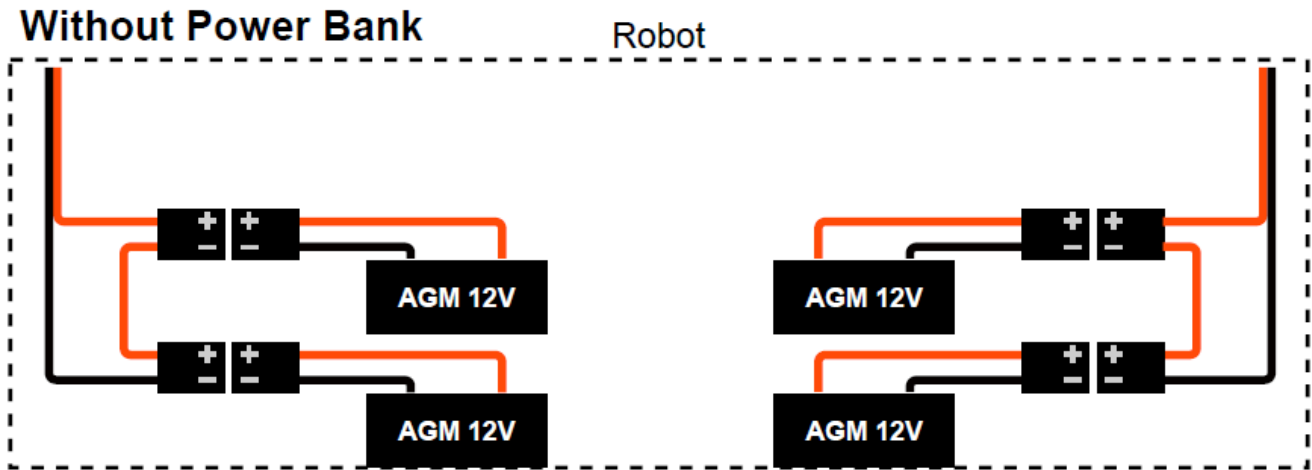 Without Power Bank
Robot
+ +
− −
AGM 12V
+ +
− −
AGM 12V
+ +
− −
AGM 12V
+ +
− −
AGM 12V